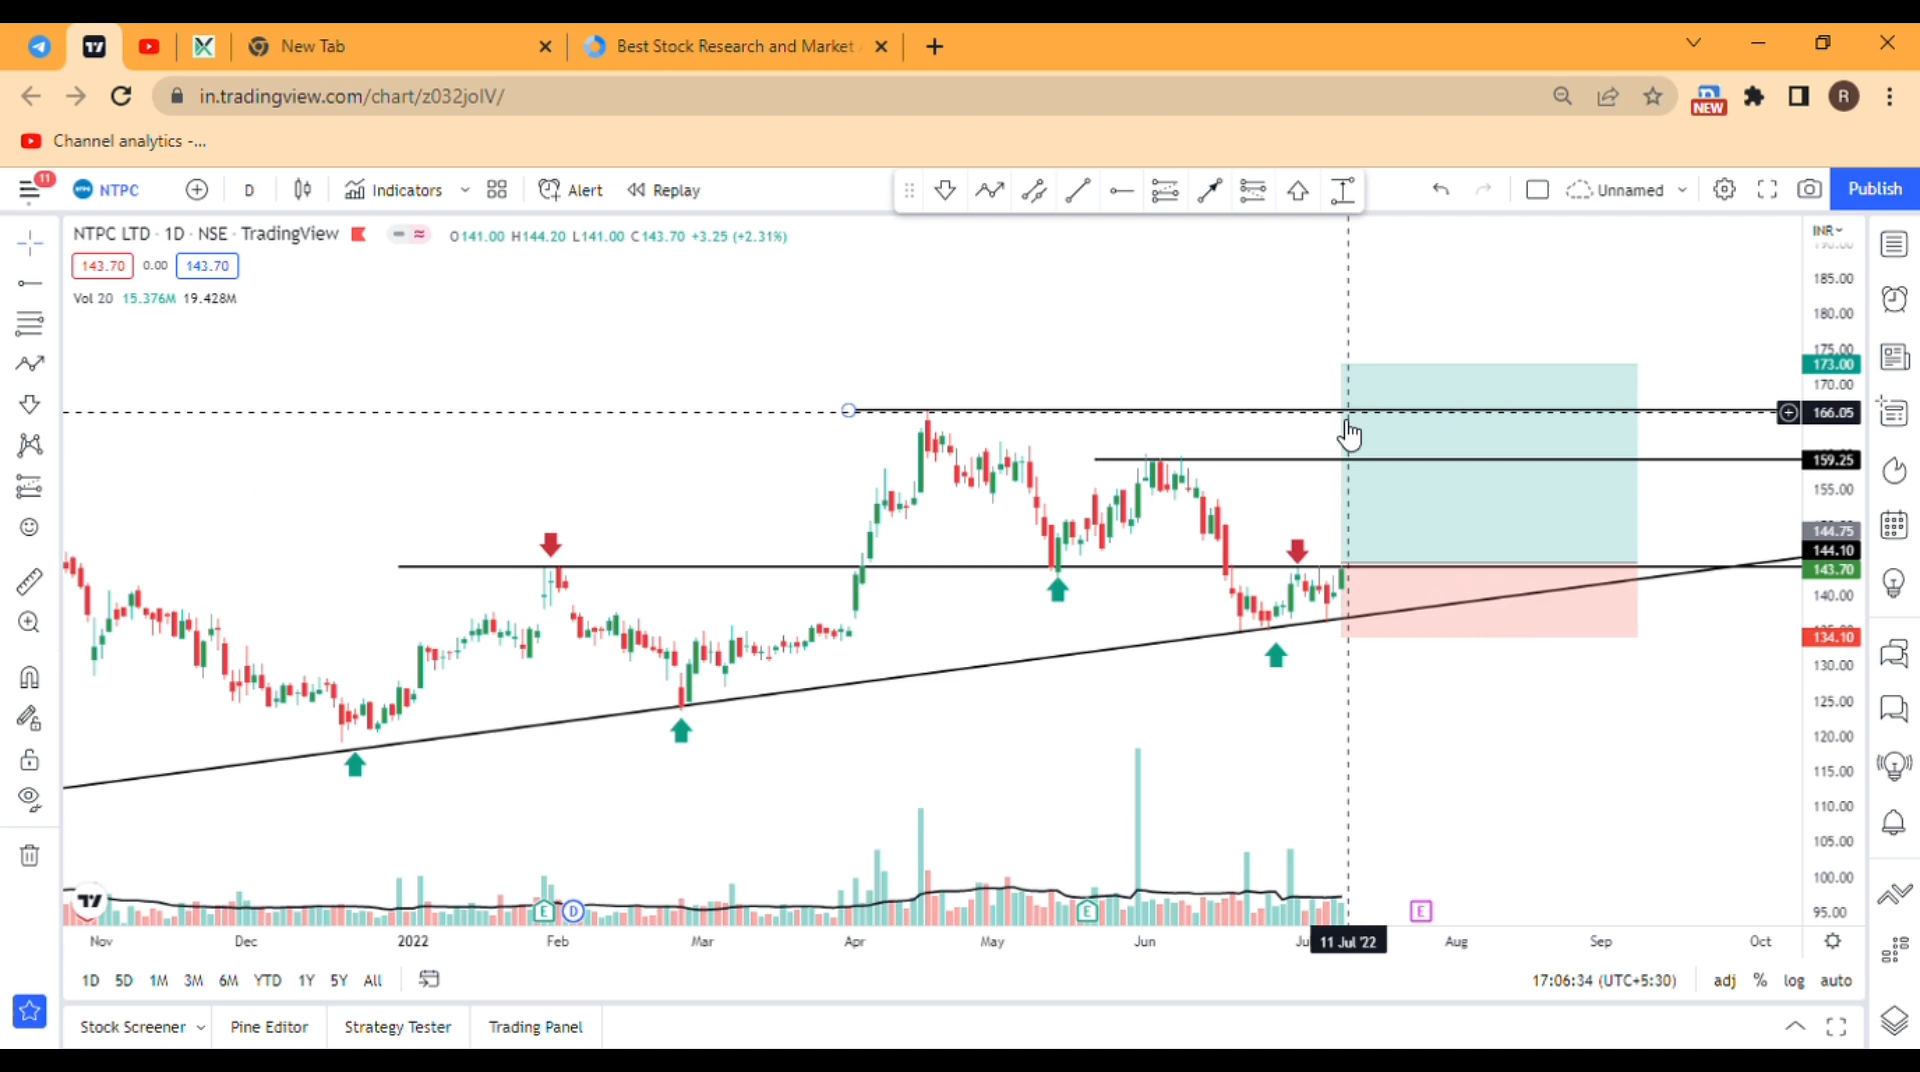 New Tab
Best Stock Research and Market
in.tradingview.com/chart/z032joIV/
NEW
R
Channel analytics -...
11
NTPC
D
Indicators
Alert
Replay
Unnamed
Publish
NTPC LTD · 1D · NSE · TradingView
O141.00 H144.20 L141.00 C143.70 +3.25 (+2.31%)
INR
143.70 0.00 143.70
Vol 20 15.376M 19.428M
190.00
185.00
180.00
175.00
173.00
170.00
166.05
159.25
155.00
144.75
144.10
143.70
140.00
134.10
130.00
125.00
120.00
115.00
110.00
105.00
100.00
95.00
E D E E
Nov Dec 2022 Feb Mar Apr May Jun 11 Jul '22 Aug Sep Oct
1D 5D 1M 3M 6M YTD 1Y 5Y All
17:06:34 (UTC+5:30)
adj % log auto
Stock Screener Pine Editor Strategy Tester Trading Panel